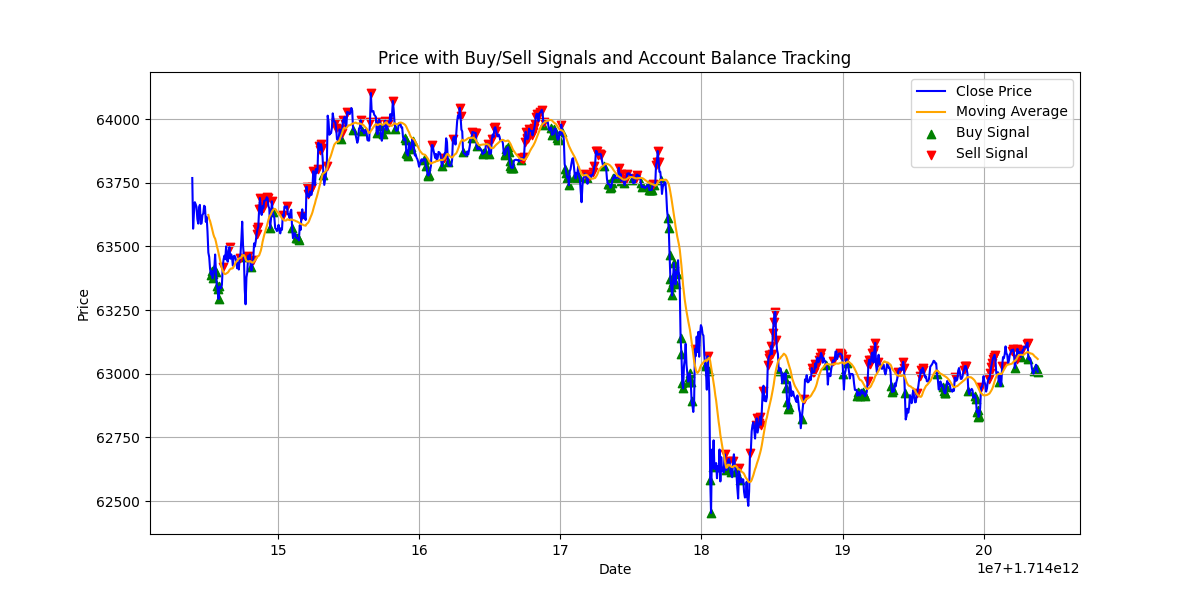 Price with Buy/Sell Signals and Account Balance Tracking
Close Price
Moving Average
Buy Signal
Sell Signal
64000
63750
63500
63250
63000
62750
62500
Price
15 16 17 18 19 20
Date
1e7+1.714e12